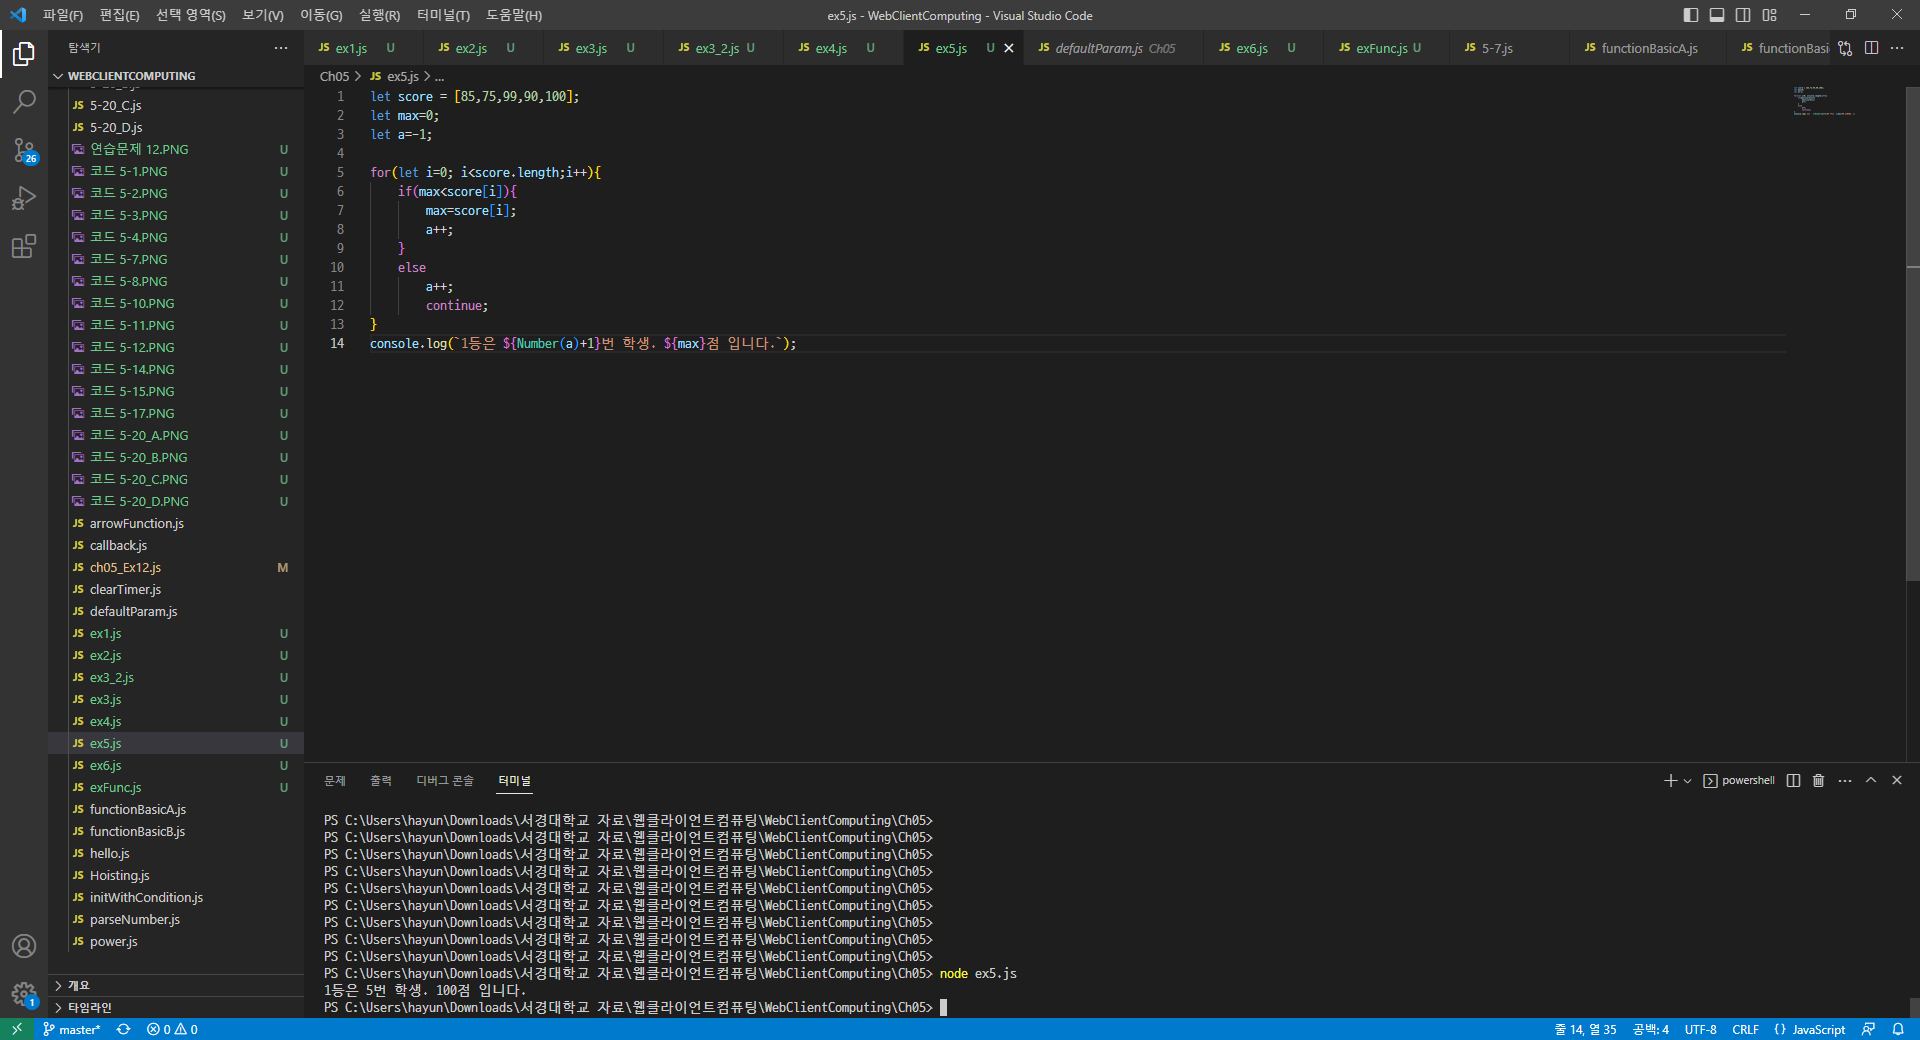 파일(F) 편집(E) 선택 영역(S) 보기(V) 이동(G) 실행(R) 터미널(T) 도움말(H) ex5.js - WebClientComputing - Visual Studio Code
탐색기
JS ex1.js U JS ex2.js U JS ex3.js U JS ex3_2.js U JS ex4.js U JS ex5.js U JS defaultParam.js Ch05 JS ex6.js U JS exFunc.js U JS 5-7.js JS functionBasicA.js JS functionBasi
WEBCLIENTCOMPUTING
JS 5-20_C.js
JS 5-20_D.js
연습문제 12.PNG U
코드 5-1.PNG U
코드 5-2.PNG U
코드 5-3.PNG U
코드 5-4.PNG U
코드 5-7.PNG U
코드 5-8.PNG U
코드 5-10.PNG U
코드 5-11.PNG U
코드 5-12.PNG U
코드 5-14.PNG U
코드 5-15.PNG U
코드 5-17.PNG U
코드 5-20_A.PNG U
코드 5-20_B.PNG U
코드 5-20_C.PNG U
코드 5-20_D.PNG U
JS arrowFunction.js
JS callback.js
JS ch05_Ex12.js M
JS clearTimer.js
JS defaultParam.js
JS ex1.js U
JS ex2.js U
JS ex3_2.js U
JS ex3.js U
JS ex4.js U
JS ex5.js U
JS ex6.js U
JS exFunc.js U
JS functionBasicA.js
JS functionBasicB.js
JS hello.js
JS Hoisting.js
JS initWithCondition.js
JS parseNumber.js
JS power.js
개요
타임라인
26
1
Ch05 > JS ex5.js > ...
1 let score = [85,75,99,90,100];
2 let max=0;
3 let a=-1;
4
5 for(let i=0; i<score.length;i++){
6 if(max<score[i]){
7 max=score[i];
8 a++;
9 }
10 else
11 a++;
12 continue;
13 }
14 console.log(`1등은 ${Number(a)+1}번 학생. ${max}점 입니다.`);
문제 출력 디버그 콘솔 터미널 powershell
PS C:\Users\hayun\Downloads\서경대학교 자료\웹클라이언트컴퓨팅\WebClientComputing\Ch05>
PS C:\Users\hayun\Downloads\서경대학교 자료\웹클라이언트컴퓨팅\WebClientComputing\Ch05>
PS C:\Users\hayun\Downloads\서경대학교 자료\웹클라이언트컴퓨팅\WebClientComputing\Ch05>
PS C:\Users\hayun\Downloads\서경대학교 자료\웹클라이언트컴퓨팅\WebClientComputing\Ch05>
PS C:\Users\hayun\Downloads\서경대학교 자료\웹클라이언트컴퓨팅\WebClientComputing\Ch05>
PS C:\Users\hayun\Downloads\서경대학교 자료\웹클라이언트컴퓨팅\WebClientComputing\Ch05>
PS C:\Users\hayun\Downloads\서경대학교 자료\웹클라이언트컴퓨팅\WebClientComputing\Ch05>
PS C:\Users\hayun\Downloads\서경대학교 자료\웹클라이언트컴퓨팅\WebClientComputing\Ch05>
PS C:\Users\hayun\Downloads\서경대학교 자료\웹클라이언트컴퓨팅\WebClientComputing\Ch05>
PS C:\Users\hayun\Downloads\서경대학교 자료\웹클라이언트컴퓨팅\WebClientComputing\Ch05> node ex5.js
1등은 5번 학생. 100점 입니다.
PS C:\Users\hayun\Downloads\서경대학교 자료\웹클라이언트컴퓨팅\WebClientComputing\Ch05>
master* 0 0 줄 14, 열 35 공백: 4 UTF-8 CRLF {} JavaScript